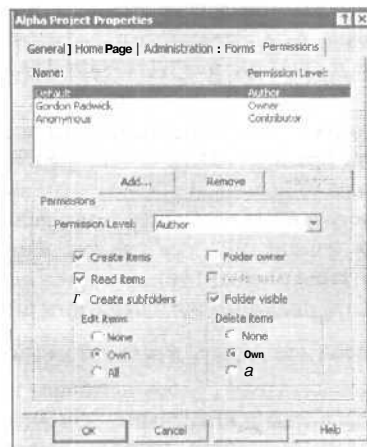 Alpha Project Properties
General ] Home Page | Administration : Forms Permissions
Name: Permission Level:
Default Author
Gordon Padwick Owner
Anonymous Contributor
Add... Remove
Permissions
Permission Level: Author
Create items Folder owner
Read items
Γ Create subfolders Folder visible
Edit items Delete items
None None
Own Own
All a
OK Cancel Help